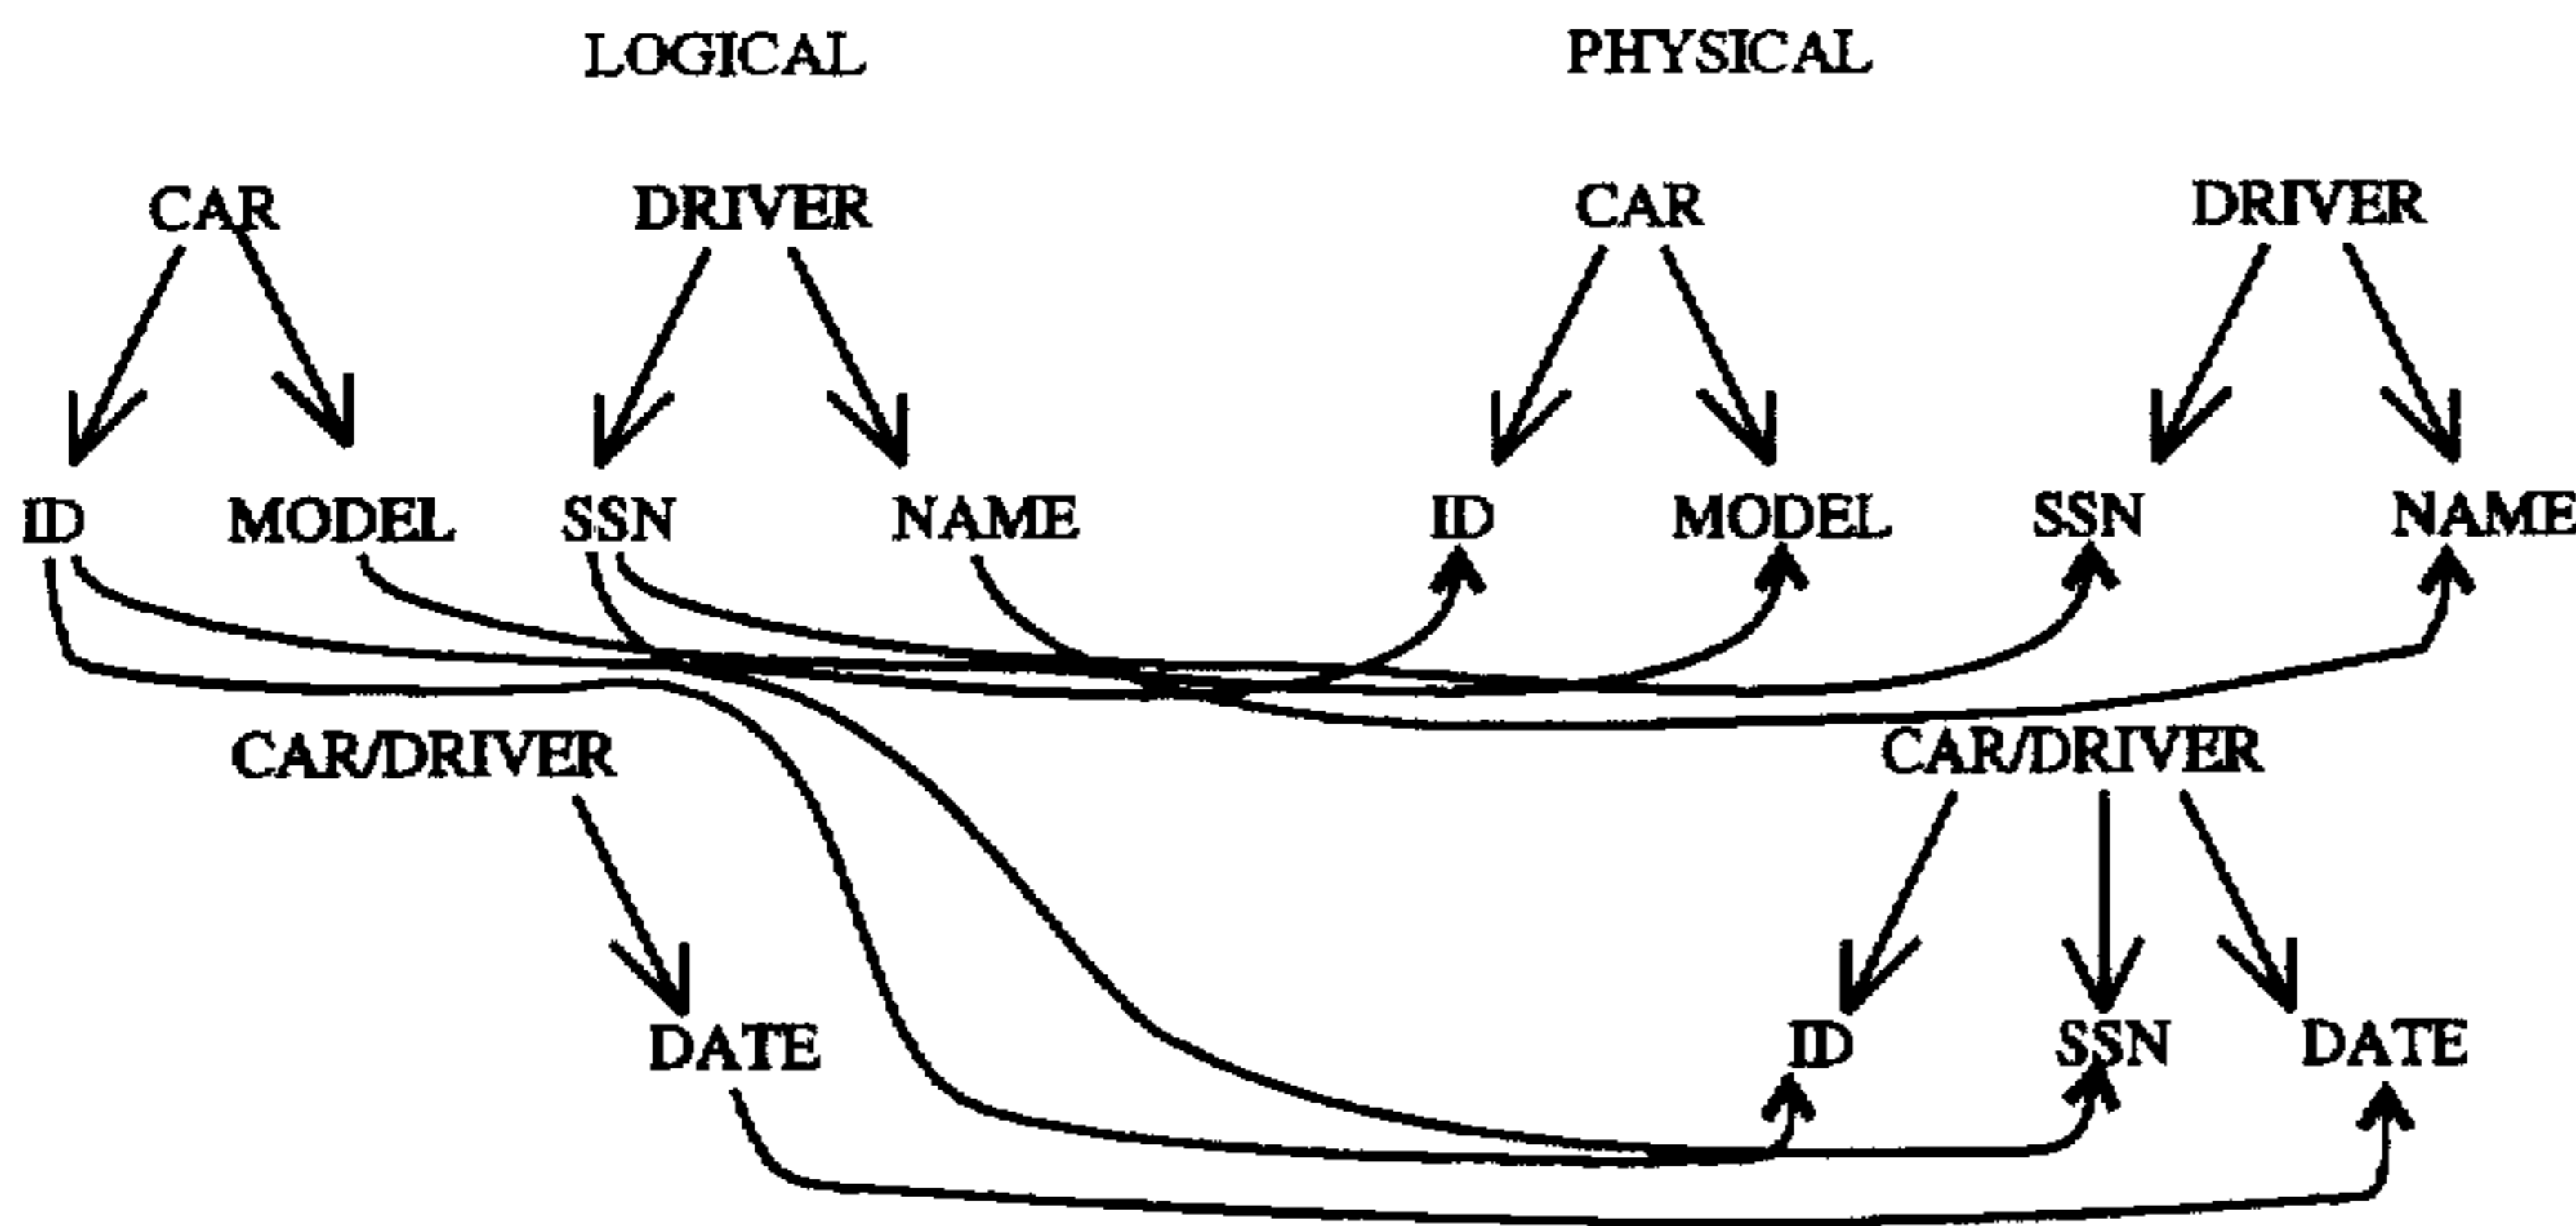 LOGICAL PHYSICAL
CAR DRIVER CAR DRIVER
ID MODEL SSN NAME ID MODEL SSN NAME
CAR/DRIVER CAR/DRIVER
DATE ID SSN DATE